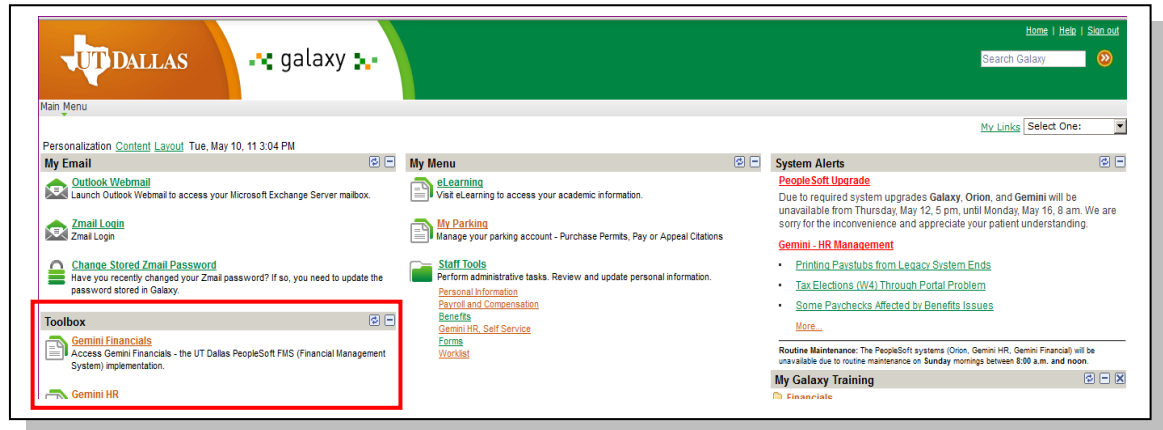 Home | Help | Sign out
UT DALLAS
galaxy
Search Galaxy
Main Menu
My Links Select One:
Personalization Content Layout Tue, May 10, 11 3:04 PM
My Email
Outlook Webmail
Launch Outlook Webmail to access your Microsoft Exchange Server mailbox.
Zmail Login
Zmail Login
Change Stored Zmail Password
Have you recently changed your Zmail password? If so, you need to update the
password stored in Galaxy.
Toolbox
Gemini Financials
Access Gemini Financials - the UT Dallas PeopleSoft FMS (Financial Management
System) implementation.
Gemini HR
My Menu
eLearning
Visit eLearning to access your academic information.
My Parking
Manage your parking account - Purchase Permits, Pay or Appeal Citations
Staff Tools
Perform administrative tasks. Review and update personal information.
Personal Information
Payroll and Compensation
Benefits
Gemini HR, Self Service
Forms
Worklist
System Alerts
PeopleSoft Upgrade
Due to required system upgrades Galaxy, Orion, and Gemini will be
unavailable from Thursday, May 12, 5 pm, until Monday, May 16, 8 am. We are
sorry for the inconvenience and appreciate your patient understanding.
Gemini - HR Management
▪ Printing Paystubs from Legacy System Ends
▪ Tax Elections (W4) Through Portal Problem
▪ Some Paychecks Affected by Benefits Issues
More...
Routine Maintenance: The PeopleSoft systems (Orion, Gemini HR, Gemini Financial) will be
unavailable due to routine maintenance on Sunday mornings between 8:00 a.m. and noon.
My Galaxy Training
Financials